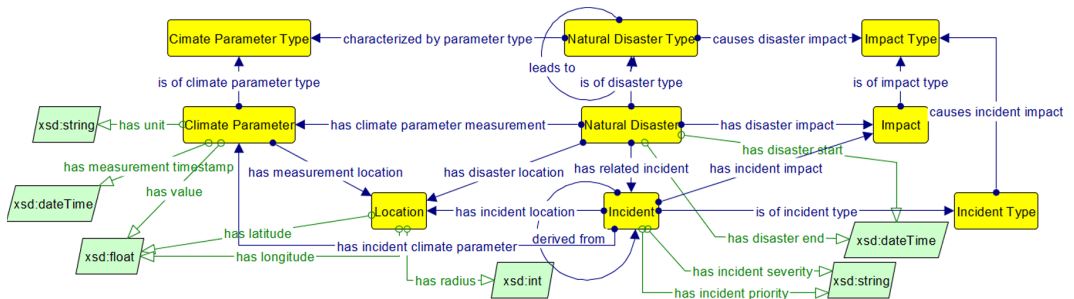 Cimate Parameter Type
characterized by parameter type
Natural Disaster Type
causes disaster impact
Impact Type
leads to
is of climate parameter type
is of disaster type
is of impact type
causes incident impact
xsd:string
has unit
Climate Parameter
has climate parameter measurement
Natural Disaster
has disaster impact
Impact
has disaster start
has measurement timestamp
has measurement location
has disaster location
has related incident
has incident impact
has value
xsd:dateTime
Location
has incident location
Incident
is of incident type
Incident Type
has latitude
derived from
has incident climate parameter
has disaster end
xsd:dateTime
xsd:float
has longitude
has radius
xsd:int
has incident severity
xsd:string
has incident priority